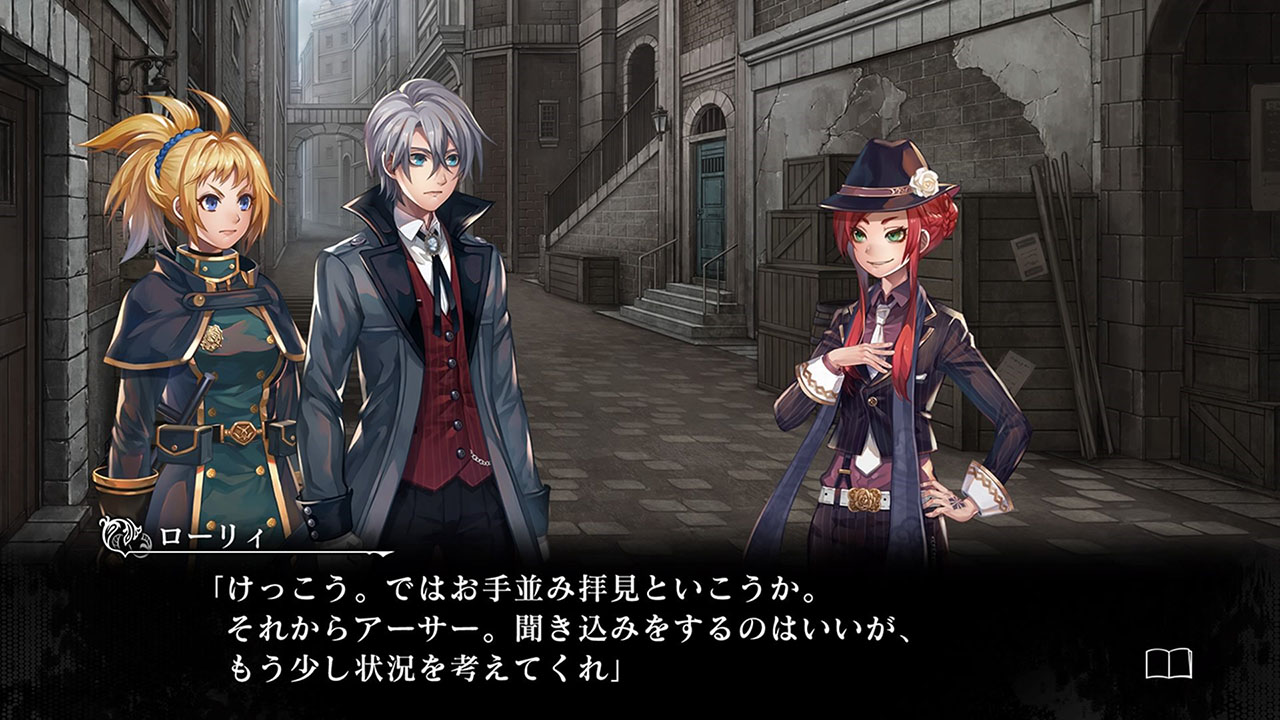 ローリィ
「けっこう。ではお手並み拝見といこうか。
それからアーサー。聞き込みをするのはいいが、
もう少し状況を考えてくれ」